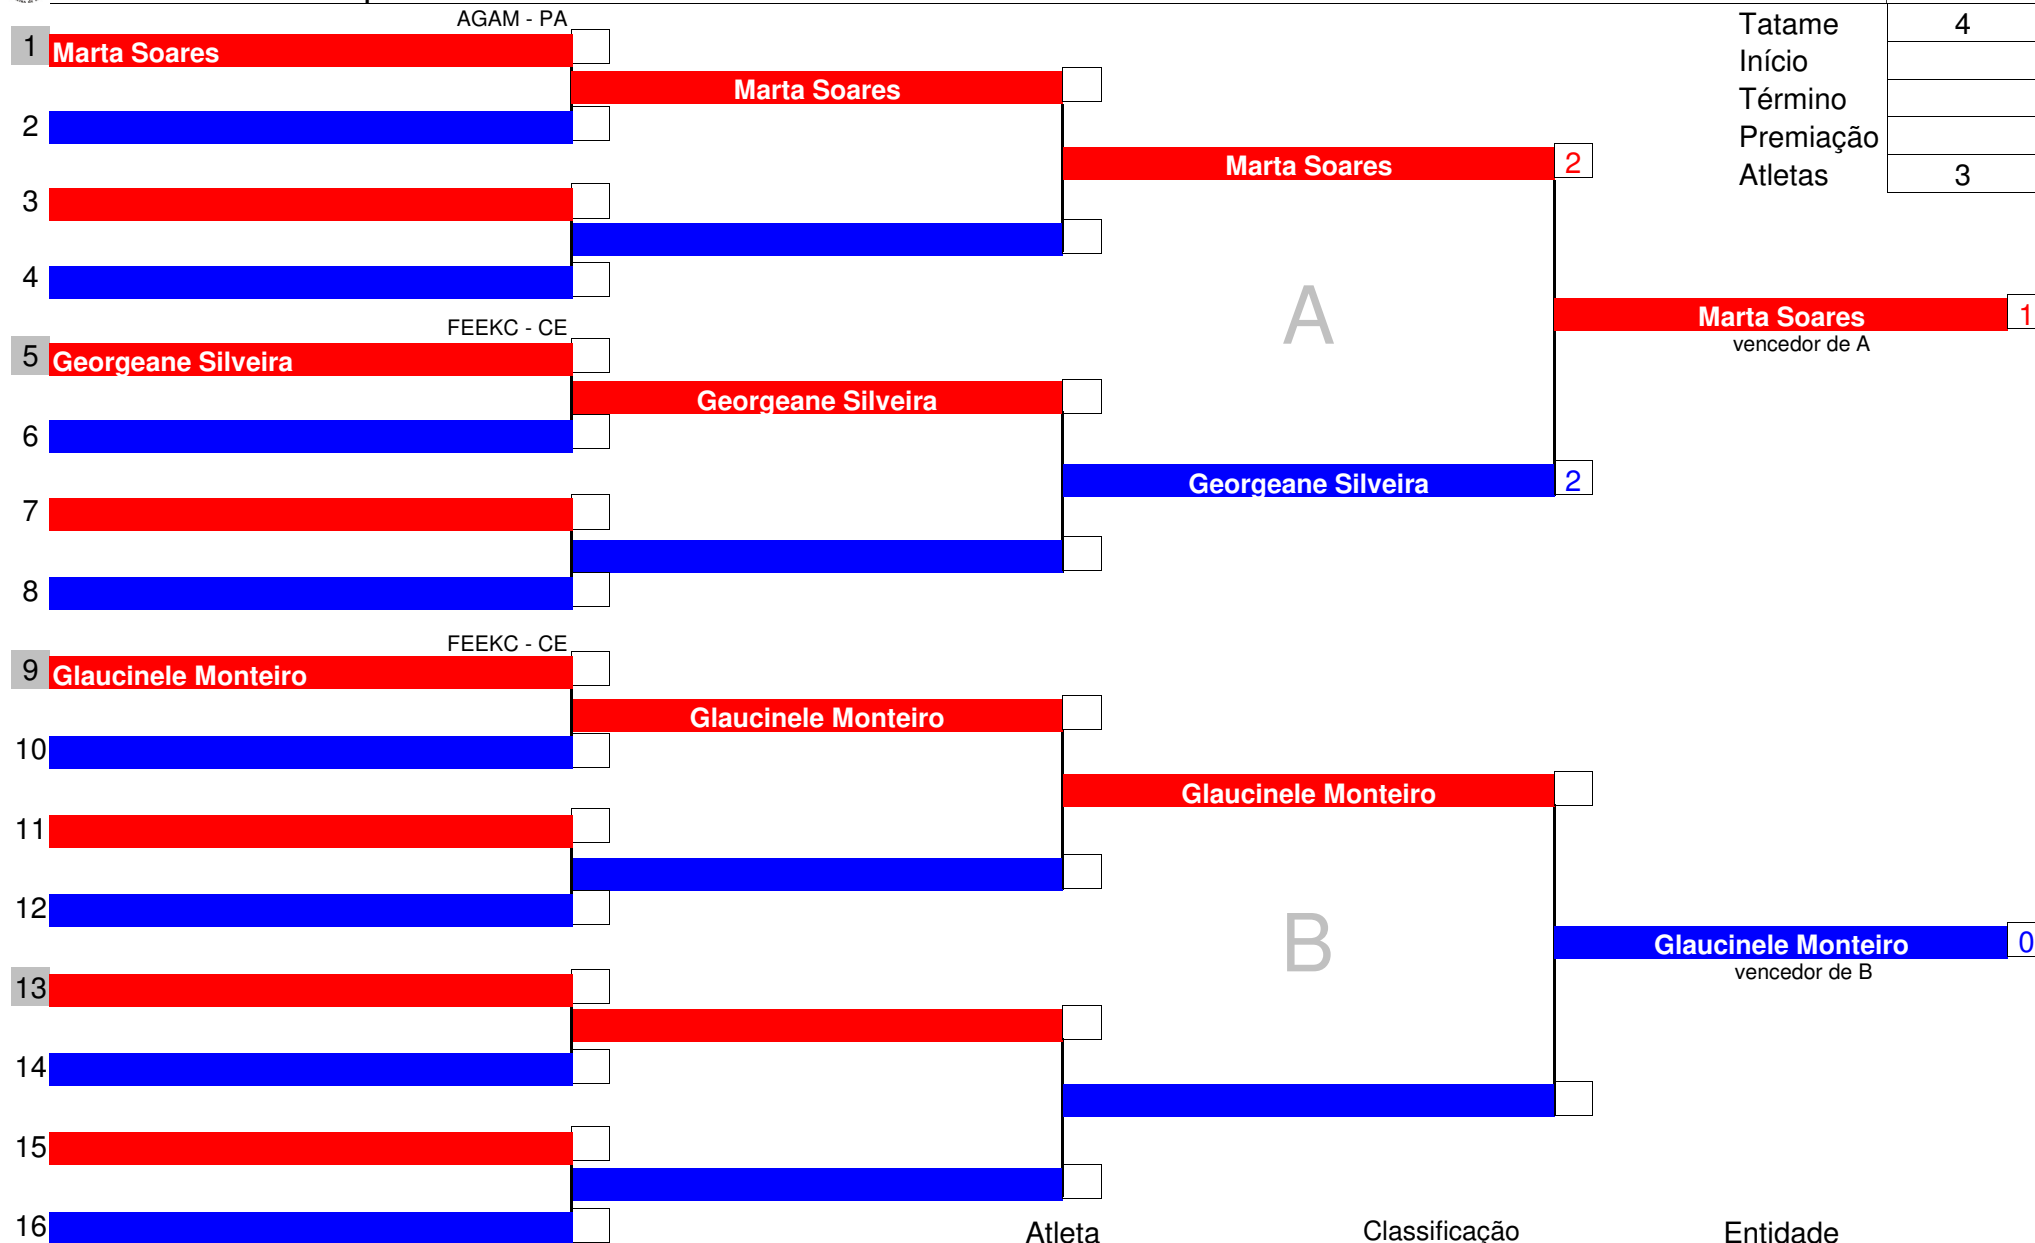 AGAM - PA
Tatame 4
1 Marta Soares
Início
Marta Soares
Término
2
Premiação
Marta Soares 2
Atletas 3
3
4
A
Marta Soares 1
FEEKC - CE
vencedor de A
5 Georgeane Silveira
Georgeane Silveira
6
Georgeane Silveira 2
7
8
FEEKC - CE
9 Glaucinele Monteiro
Glaucinele Monteiro
10
Glaucinele Monteiro
11
12
B
Glaucinele Monteiro 0
vencedor de B
13
14
15
16
Atleta Classificação Entidade